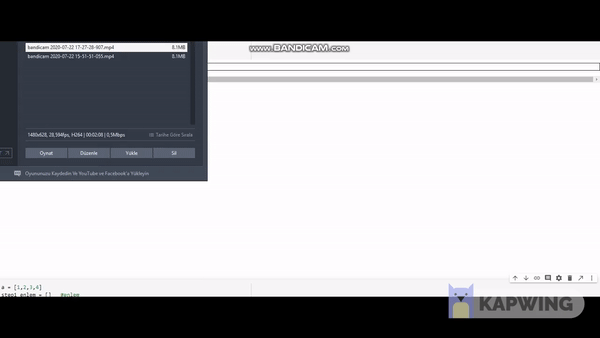 www.BANDICAM.com
bandicam 2020-07-22 17-27-28-907.mp4 8,1MB
bandicam 2020-07-22 15-51-51-055.mp4 8,1MB
1480x628, 28,594fps, H264 | 00:02:08 | 0,5Mbps Tarihe Göre Sırala
Oynat Düzenle Yükle Sil
Oyununuzu Kaydedin Ve YouTube ve Facebook'a Yükleyin
a = [1,2,3,4]
step1_enlem = [] #enlem
KAPWING